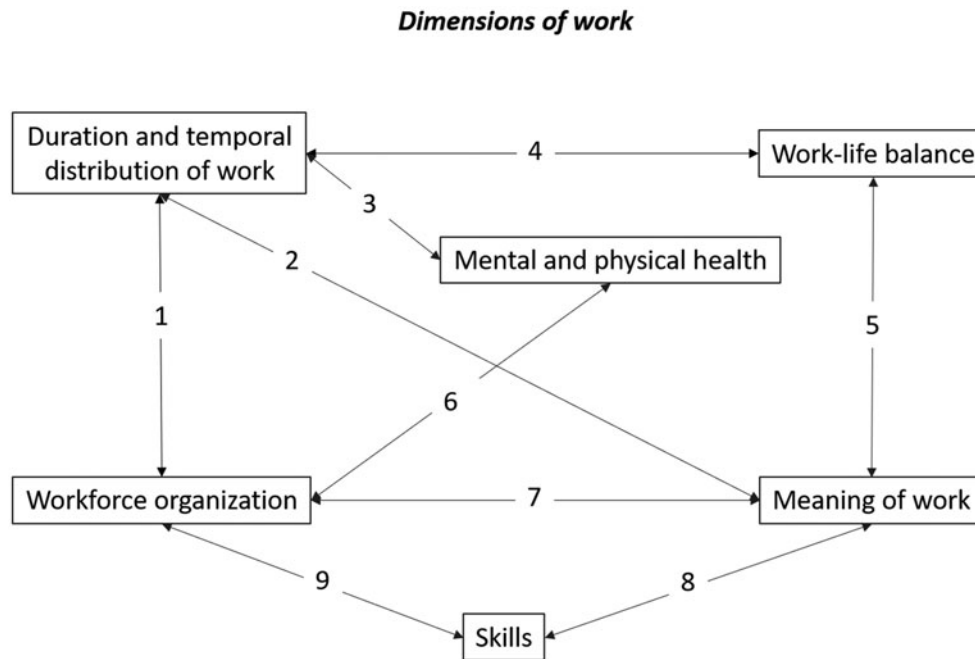 Dimensions of work
Duration and temporal
distribution of work
4
Work-life balance
3
Mental and physical health
2
1
5
6
Workforce organization
7
Meaning of work
9
8
Skills